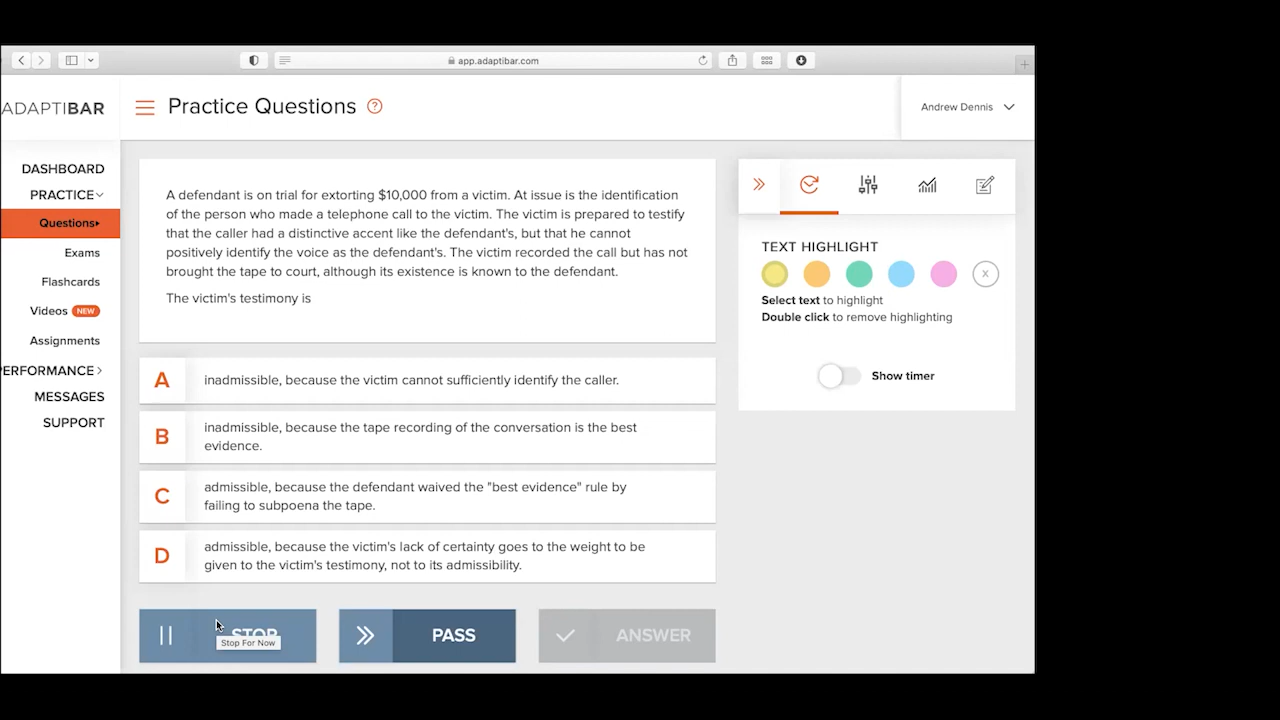 app.adaptibar.com
ADAPTIBAR
Practice Questions ?
Andrew Dennis
DASHBOARD
PRACTICE
Questions
Exams
Flashcards
Videos NEW
Assignments
PERFORMANCE
MESSAGES
SUPPORT
A defendant is on trial for extorting $10,000 from a victim. At issue is the identification
of the person who made a telephone call to the victim. The victim is prepared to testify
that the caller had a distinctive accent like the defendant's, but that he cannot
positively identify the voice as the defendant's. The victim recorded the call but has not
brought the tape to court, although its existence is known to the defendant.
The victim's testimony is
A inadmissible, because the victim cannot sufficiently identify the caller.
B inadmissible, because the tape recording of the conversation is the best
evidence.
C admissible, because the defendant waived the "best evidence" rule by
failing to subpoena the tape.
D admissible, because the victim's lack of certainty goes to the weight to be
given to the victim's testimony, not to its admissibility.
STOP
Stop For Now
PASS
ANSWER
TEXT HIGHLIGHT
X
Select text to highlight
Double click to remove highlighting
Show timer